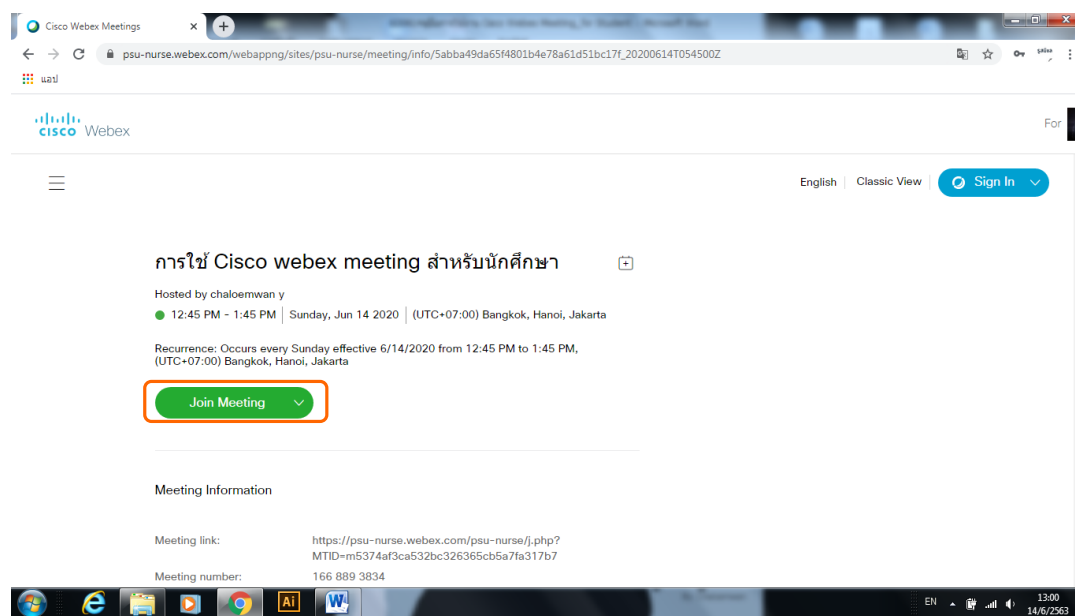 Cisco Webex Meetings
psu-nurse.webex.com/webappng/sites/psu-nurse/meeting/info/5abba49da65f4801b4e78a61d51bc17f_20200614T054500Z
แอป
cisco Webex
For
English Classic View Sign In
การใช้ Cisco webex meeting สำหรับนักศึกษา
Hosted by chaloemwan y
12:45 PM - 1:45 PM Sunday, Jun 14 2020 (UTC+07:00) Bangkok, Hanoi, Jakarta
Recurrence: Occurs every Sunday effective 6/14/2020 from 12:45 PM to 1:45 PM,
(UTC+07:00) Bangkok, Hanoi, Jakarta
Join Meeting
Meeting Information
Meeting link: https://psu-nurse.webex.com/psu-nurse/j.php?
MTID=m5374af3ca532bc326365cb5a7fa317b7
Meeting number: 166 889 3834
Ai W EN 13:00
14/6/2563